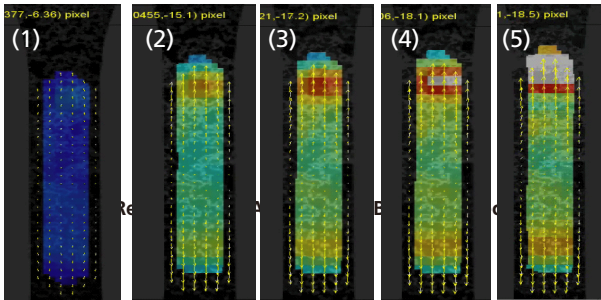 377,-6.36) pixel
0455,-15.1) pixel
21,-17.2) pixel
06,-18.1) pixel
1,-18.5) pixel
(1)
(2)
(3)
(4)
(5)